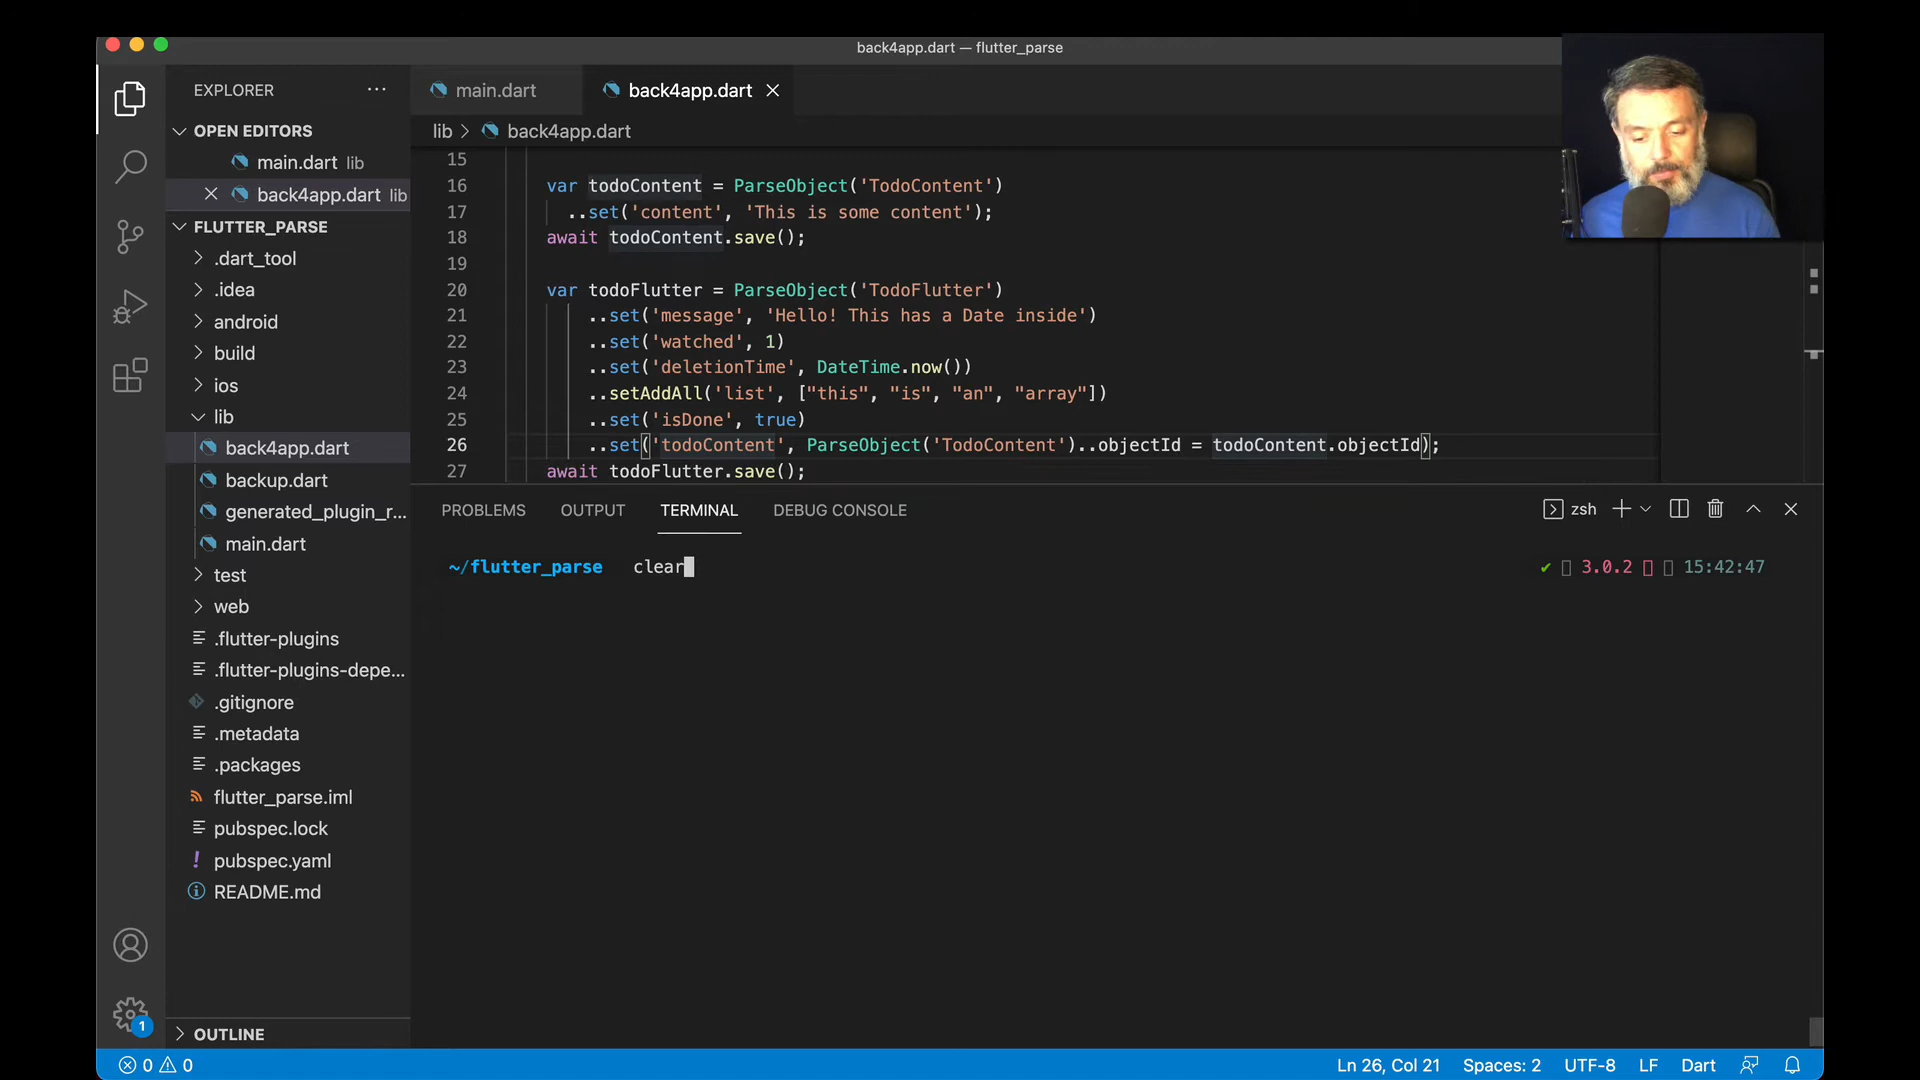 back4app.dart — flutter_parse
EXPLORER
main.dart
back4app.dart
OPEN EDITORS
main.dart lib
back4app.dart lib
FLUTTER_PARSE
.dart_tool
.idea
android
build
ios
lib
back4app.dart
backup.dart
generated_plugin_r...
main.dart
test
web
.flutter-plugins
.flutter-plugins-depe...
.gitignore
.metadata
.packages
flutter_parse.iml
pubspec.lock
pubspec.yaml
README.md
OUTLINE
lib > back4app.dart
15
16 var todoContent = ParseObject('TodoContent')
17 ..set('content', 'This is some content');
18 await todoContent.save();
19
20 var todoFlutter = ParseObject('TodoFlutter')
21 ..set('message', 'Hello! This has a Date inside')
22 ..set('watched', 1)
23 ..set('deletionTime', DateTime.now())
24 ..setAddAll('list', ["this", "is", "an", "array"])
25 ..set('isDone', true)
26 ..set('todoContent', ParseObject('TodoContent')..objectId = todoContent.objectId);
27 await todoFlutter.save();
PROBLEMS OUTPUT TERMINAL DEBUG CONSOLE
zsh
~/flutter_parse clear
3.0.2 15:42:47
1
0 0
Ln 26, Col 21 Spaces: 2 UTF-8 LF Dart